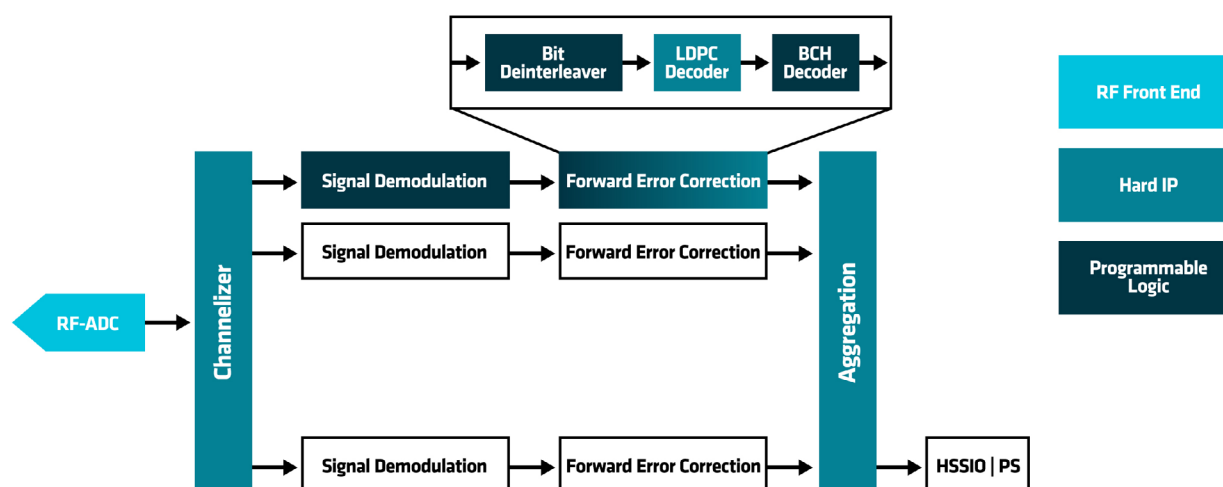 Bit
Deinterleaver
LDPC
Decoder
BCH
Decoder
RF Front End
Signal Demodulation
Forward Error Correction
Hard IP
Signal Demodulation
Forward Error Correction
Programmable
Logic
RF-ADC
Channelizer
Aggregation
Signal Demodulation
Forward Error Correction
HSSIO | PS